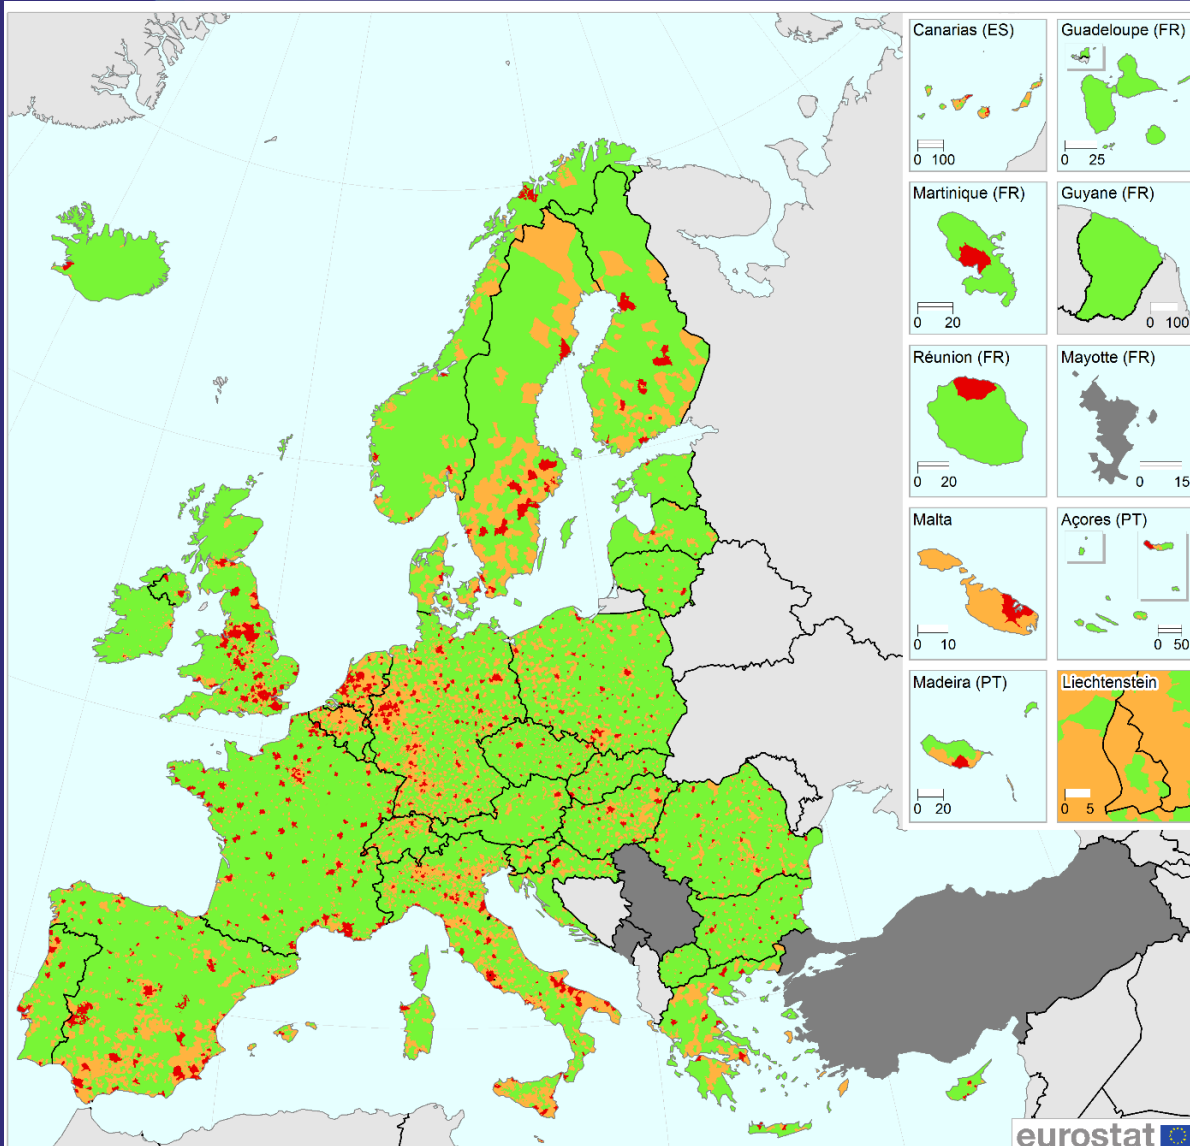 Canarias (ES)
0 100
Guadeloupe (FR)
0 25
Martinique (FR)
0 20
Guyane (FR)
0 100
Réunion (FR)
0 20
Mayotte (FR)
0 15
Malta
0 10
Açores (PT)
0 50
Madeira (PT)
0 20
Liechtenstein
0 5
eurostat